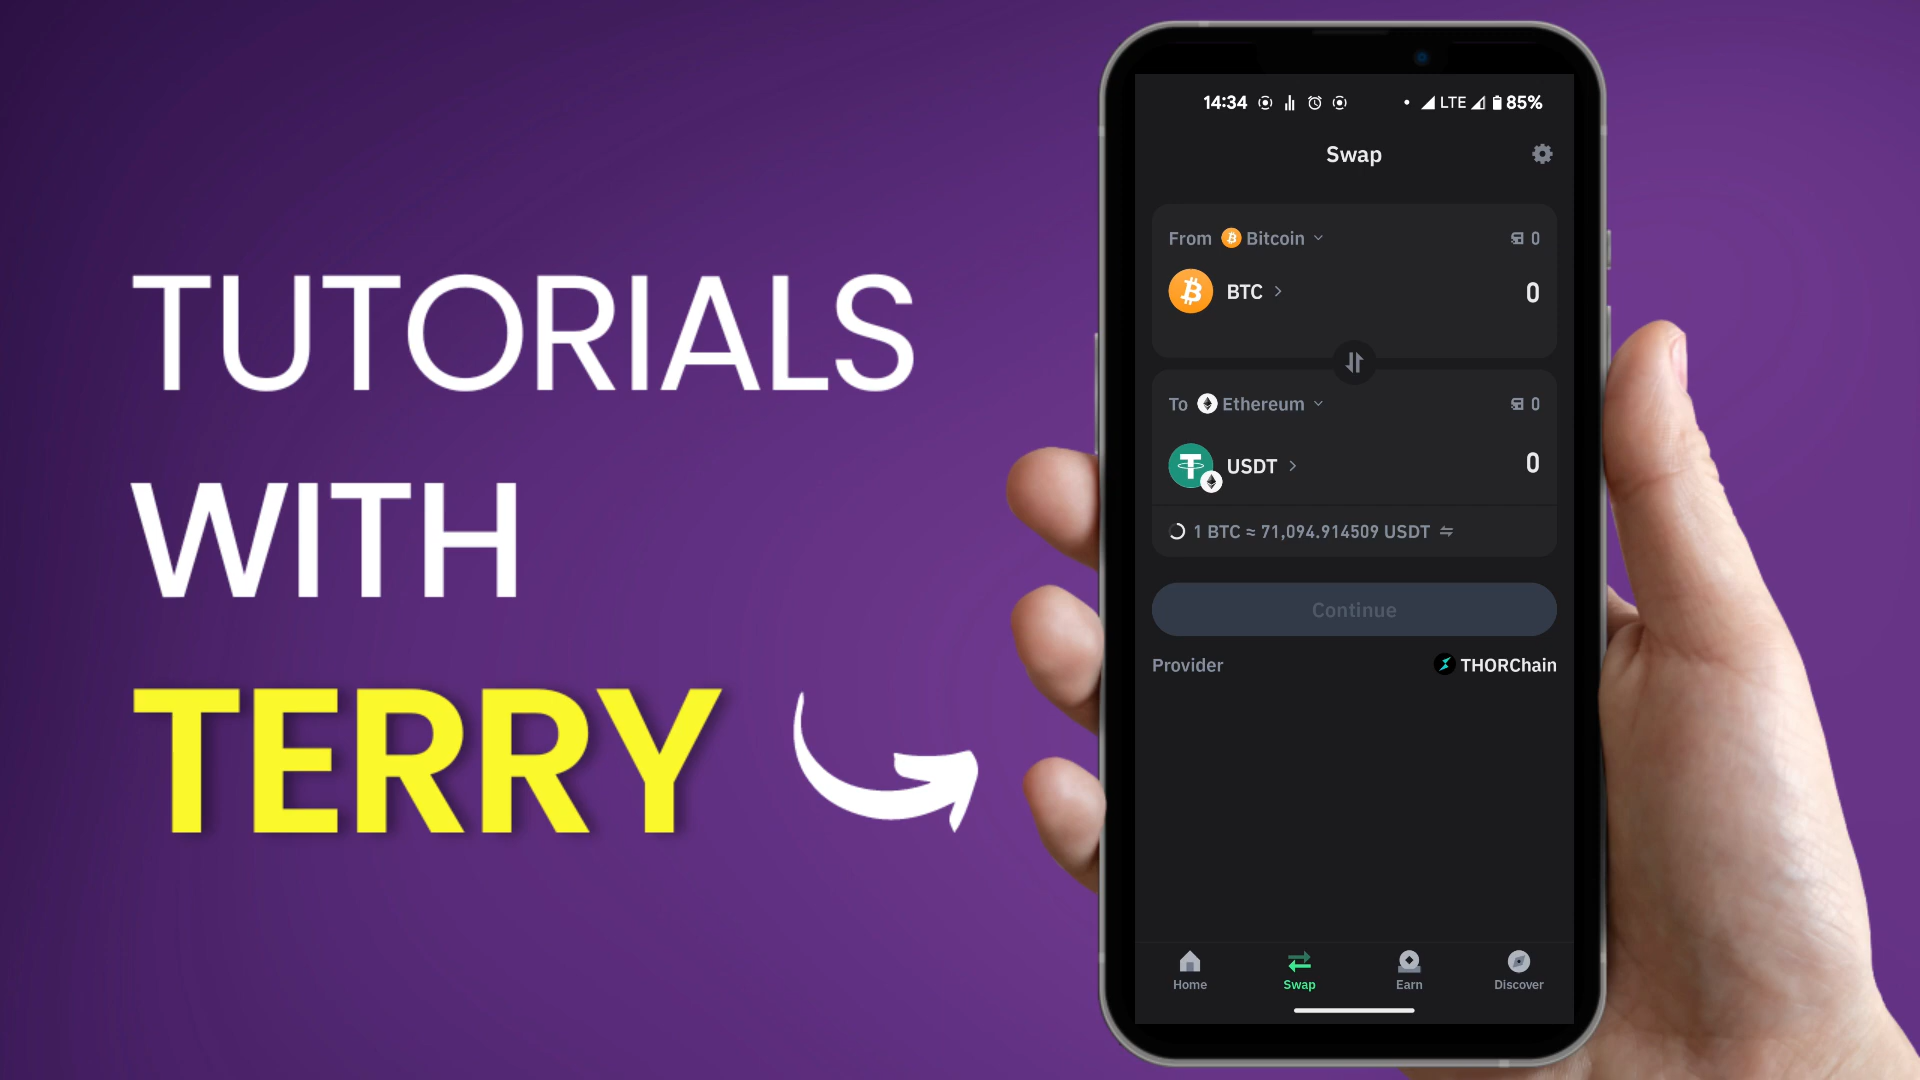 TUTORIALS
WITH
TERRY
14:34 LTE 85%
Swap
From Bitcoin 0
BTC 0
To Ethereum 0
USDT 0
1 BTC ≈ 71,094.914509 USDT
Continue
Provider THORChain
Home Swap Earn Discover